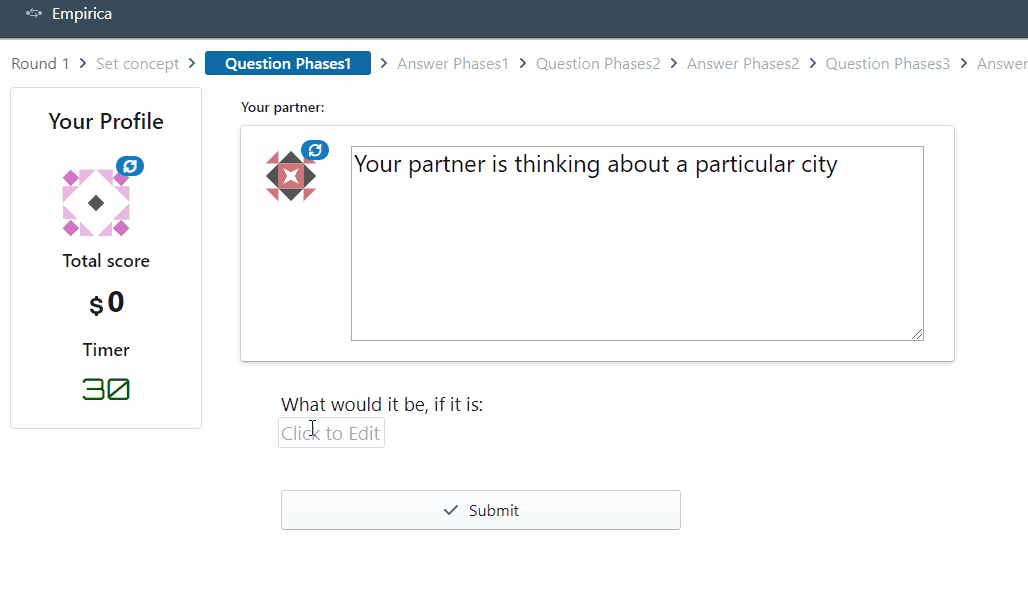 Empirica
Round 1 > Set concept > Question Phases1 > Answer Phases1 > Question Phases2 > Answer Phases2 > Question Phases3 > Answer
Your Profile
Total score
$0
Timer
30
Your partner:
Your partner is thinking about a particular city
What would it be, if it is:
Click to Edit
Submit